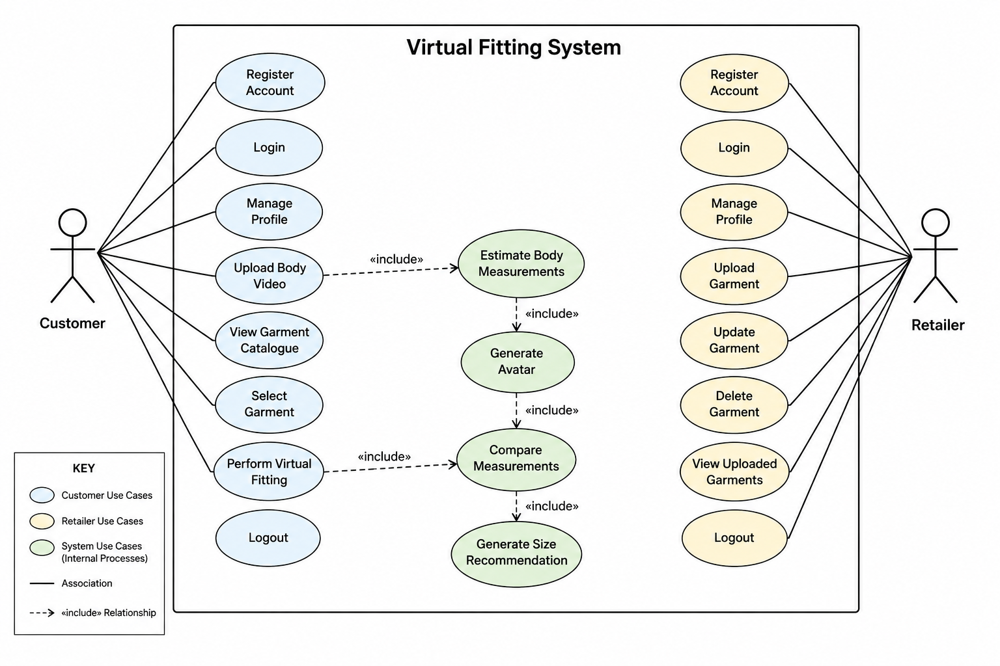 Virtual Fitting System
Register
Account
Login
Manage
Profile
Upload Body
Video
View Garment
Catalogue
Select
Garment
Perform Virtual
Fitting
Logout
Customer
«include»
Estimate Body
Measurements
«include»
Generate
Avatar
«include»
«include»
Compare
Measurements
«include»
Generate Size
Recommendation
Register
Account
Login
Manage
Profile
Upload
Garment
Update
Garment
Delete
Garment
View Uploaded
Garments
Logout
Retailer
KEY
Customer Use Cases
Retailer Use Cases
System Use Cases
(Internal Processes)
Association
«include» Relationship